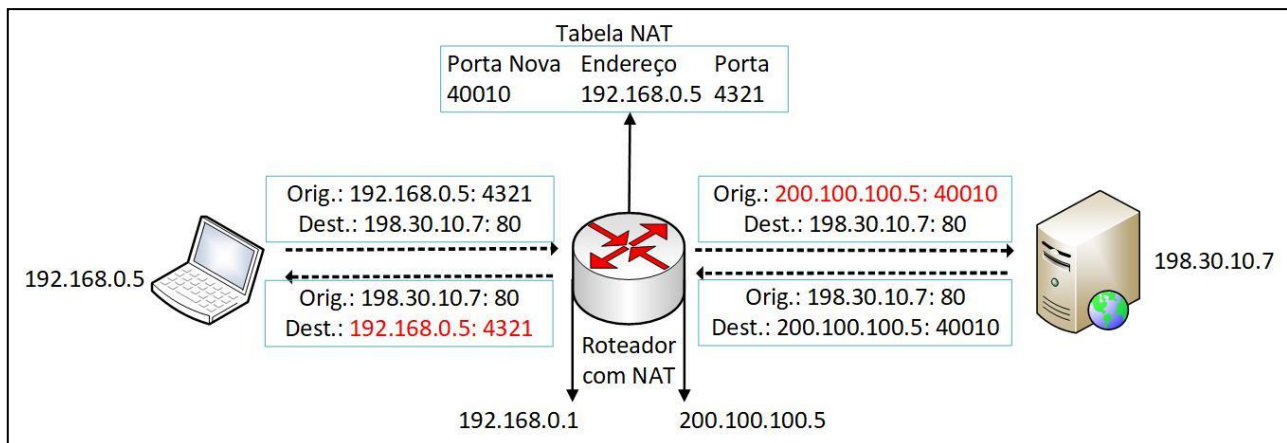 Tabela NAT
Porta Nova Endereço Porta
40010 192.168.0.5 4321
Orig.: 192.168.0.5: 4321
Dest.: 198.30.10.7: 80
Orig.: 200.100.100.5: 40010
Dest.: 198.30.10.7: 80
192.168.0.5
198.30.10.7
Orig.: 198.30.10.7: 80
Dest.: 192.168.0.5: 4321
Orig.: 198.30.10.7: 80
Dest.: 200.100.100.5: 40010
Roteador
com NAT
192.168.0.1
200.100.100.5